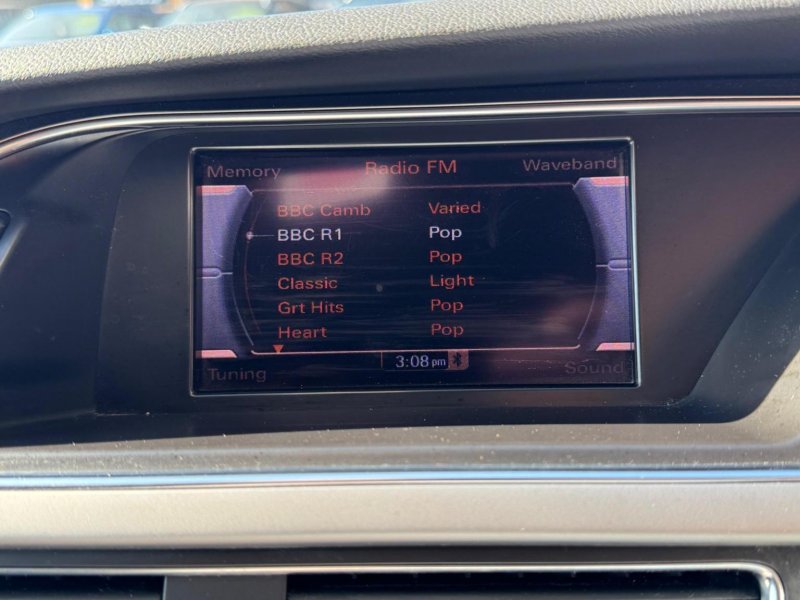 Memory Radio FM Waveband
BBC Camb Varied
BBC R1 Pop
BBC R2 Pop
Classic Light
Grt Hits Pop
Heart Pop
3:08 pm
Tuning Sound